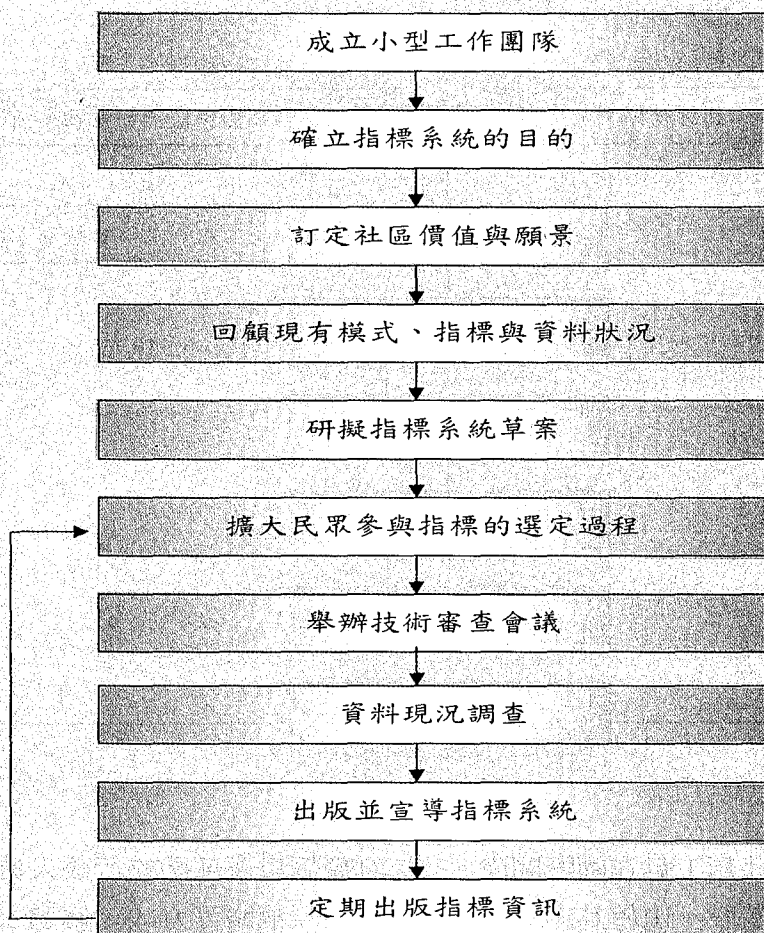 成立小型工作團隊
確立指標系統的目的
訂定社區價值與願景
回顧現有模式、指標與資料狀況
研擬指標系統草案
擴大民眾參與指標的選定過程
舉辦技術審查會議
資料現況調查
出版並宣導指標系統
定期出版指標資訊